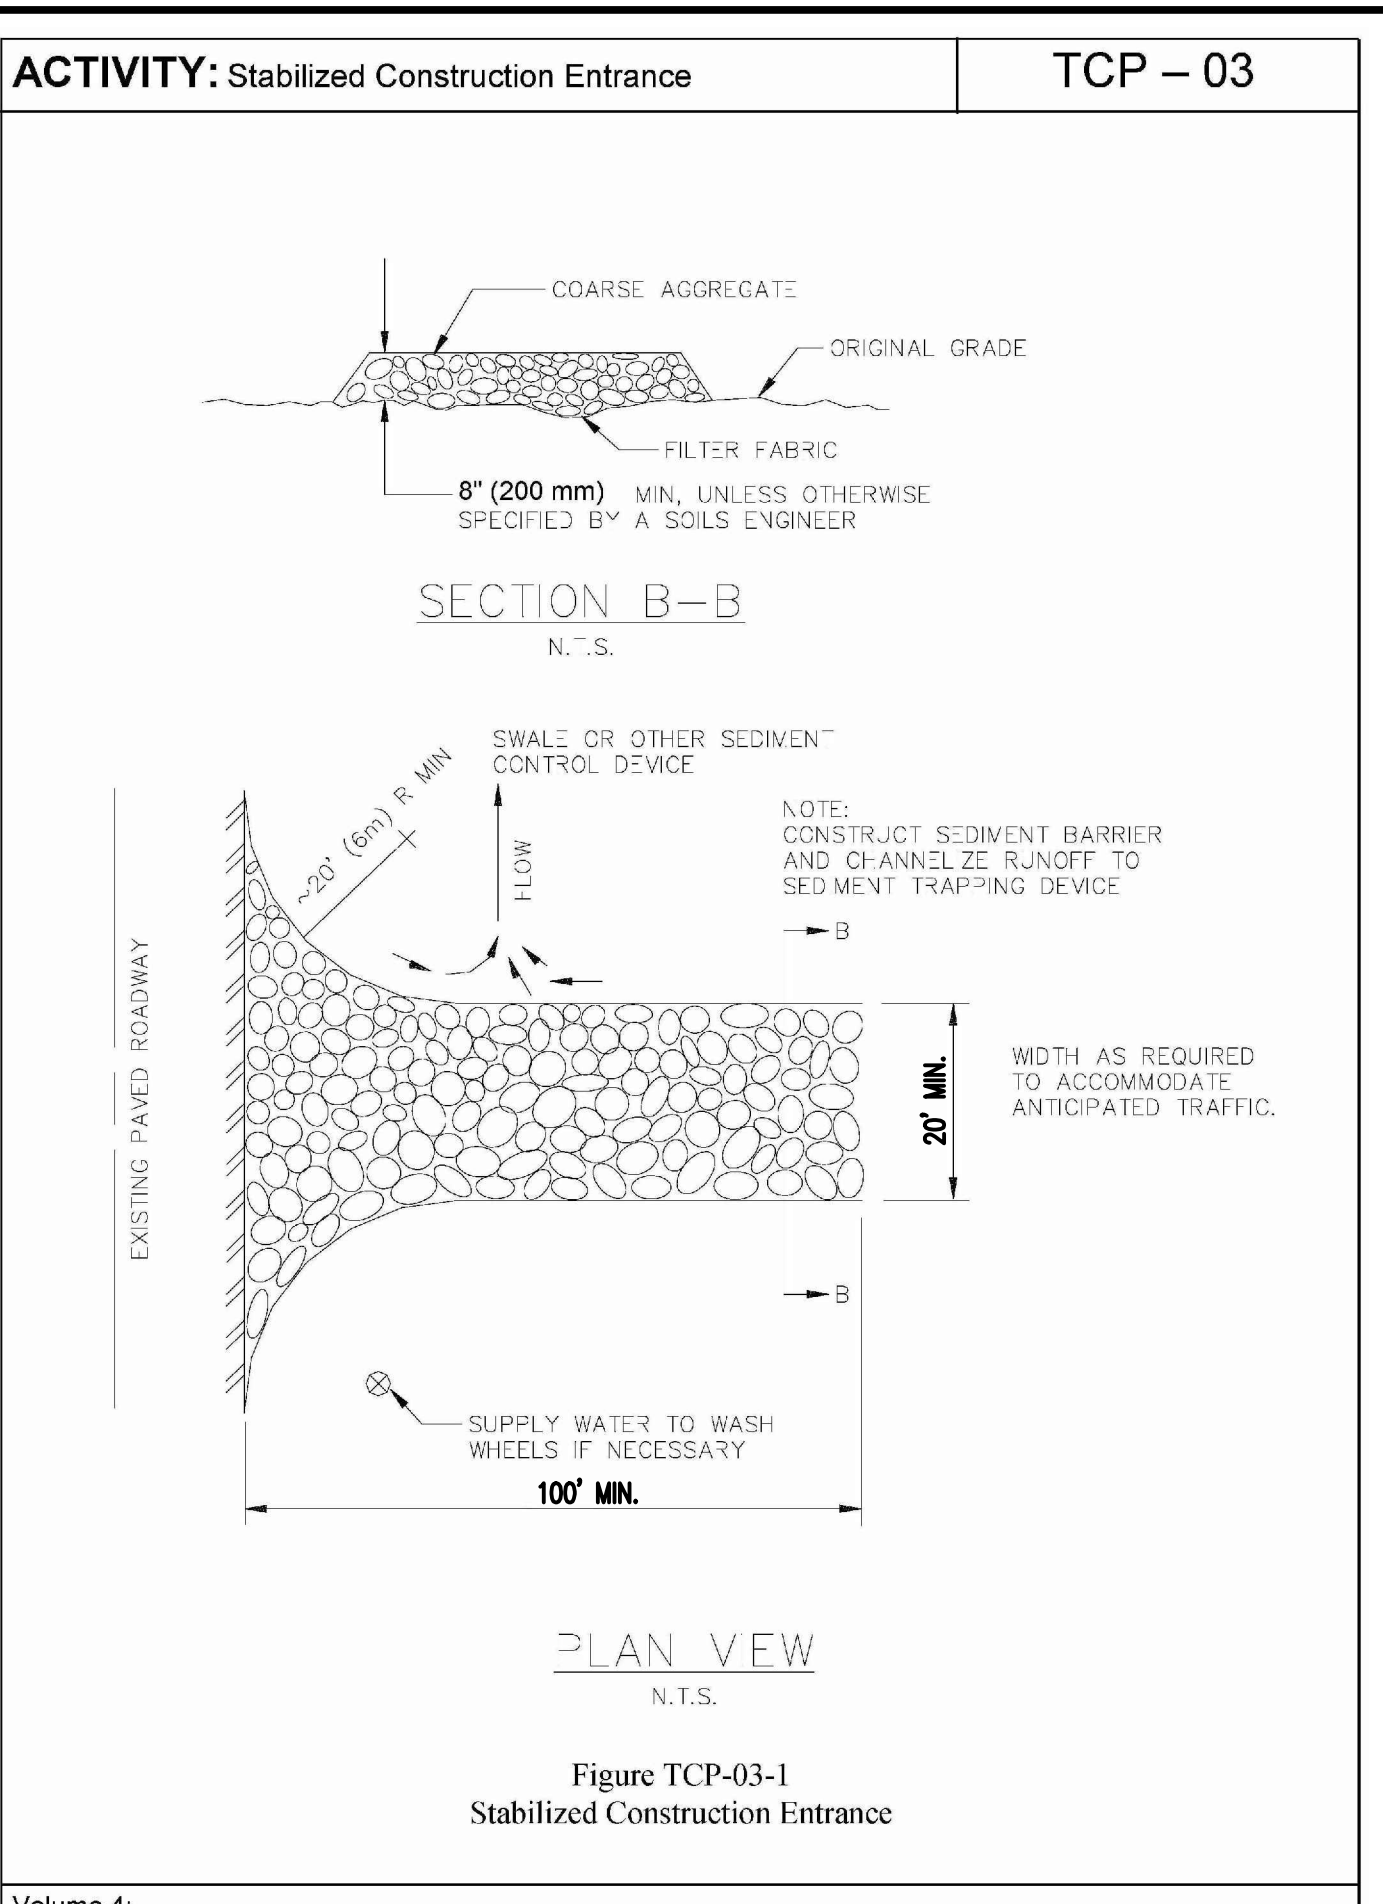 ACTIVITY: Stabilized Construction Entrance
TCP – 03
COARSE AGGREGATE
ORIGINAL GRADE
FILTER FABRIC
8" (200 mm) MIN, UNLESS OTHERWISE
SPECIFIED BY A SOILS ENGINEER
SECTION B–B
N.T.S.
SWALE OR OTHER SEDIMENT
CONTROL DEVICE
~20' (6m) R MIN
FLOW
NOTE:
CONSTRUCT SEDIMENT BARRIER
AND CHANNELIZE RUNOFF TO
SEDIMENT TRAPPING DEVICE
B
EXISTING PAVED ROADWAY
20' MIN.
WIDTH AS REQUIRED
TO ACCOMMODATE
ANTICIPATED TRAFFIC.
B
SUPPLY WATER TO WASH
WHEELS IF NECESSARY
100' MIN.
PLAN VIEW
N.T.S.
Figure TCP-03-1
Stabilized Construction Entrance
Volume 4: